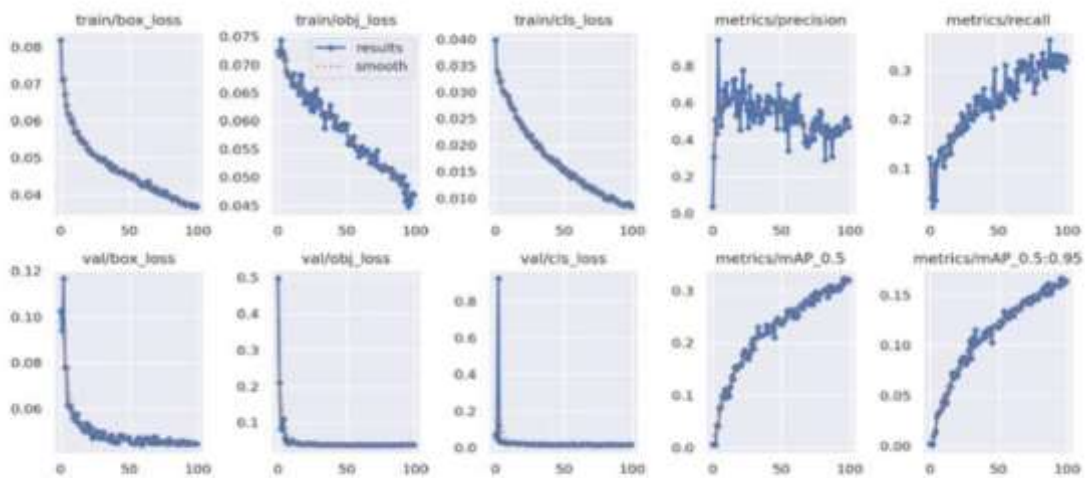 train/box_loss
0.08
0.07
0.06
0.05
0.04
0 50 100
train/obj_loss
0.075
0.070
0.065
0.060
0.055
0.050
0.045
0 50 100
results
smooth
train/cls_loss
0.040
0.035
0.030
0.025
0.020
0.015
0.010
0 50 100
metrics/precision
0.8
0.6
0.4
0.2
0.0
0 50 100
metrics/recall
0.3
0.2
0.1
0 50 100
val/box_loss
0.12
0.10
0.08
0.06
0 50 100
val/obj_loss
0.5
0.4
0.3
0.2
0.1
0 50 100
val/cls_loss
0.8
0.6
0.4
0.2
0.0
0 50 100
metrics/mAP_0.5
0.3
0.2
0.1
0.0
0 50 100
metrics/mAP_0.5:0.95
0.15
0.10
0.05
0.00
0 50 100